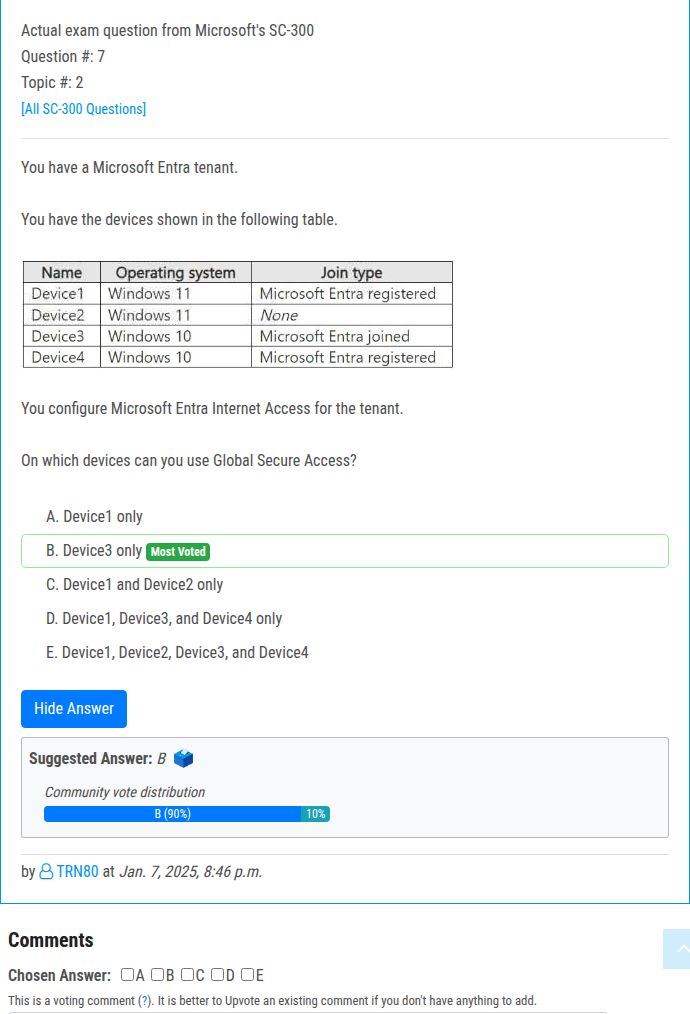 Actual exam question from Microsoft's SC-300
Question #: 7
Topic #: 2
[All SC-300 Questions]
You have a Microsoft Entra tenant.
You have the devices shown in the following table.
Name Operating system Join type
Device1 Windows 11 Microsoft Entra registered
Device2 Windows 11 None
Device3 Windows 10 Microsoft Entra joined
Device4 Windows 10 Microsoft Entra registered
You configure Microsoft Entra Internet Access for the tenant.
On which devices can you use Global Secure Access?
A. Device1 only
B. Device3 only Most Voted
C. Device1 and Device2 only
D. Device1, Device3, and Device4 only
E. Device1, Device2, Device3, and Device4
Hide Answer
Suggested Answer: B
Community vote distribution
B (90%) 10%
by TRN80 at Jan. 7, 2025, 8:46 p.m.
Comments
Chosen Answer: A B C D E
This is a voting comment (?). It is better to Upvote an existing comment if you don't have anything to add.